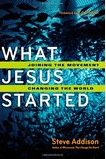 WHAT
JOINING THE MOVEMENT
JESUS
CHANGING THE WORLD
STARTED
Steve Addison